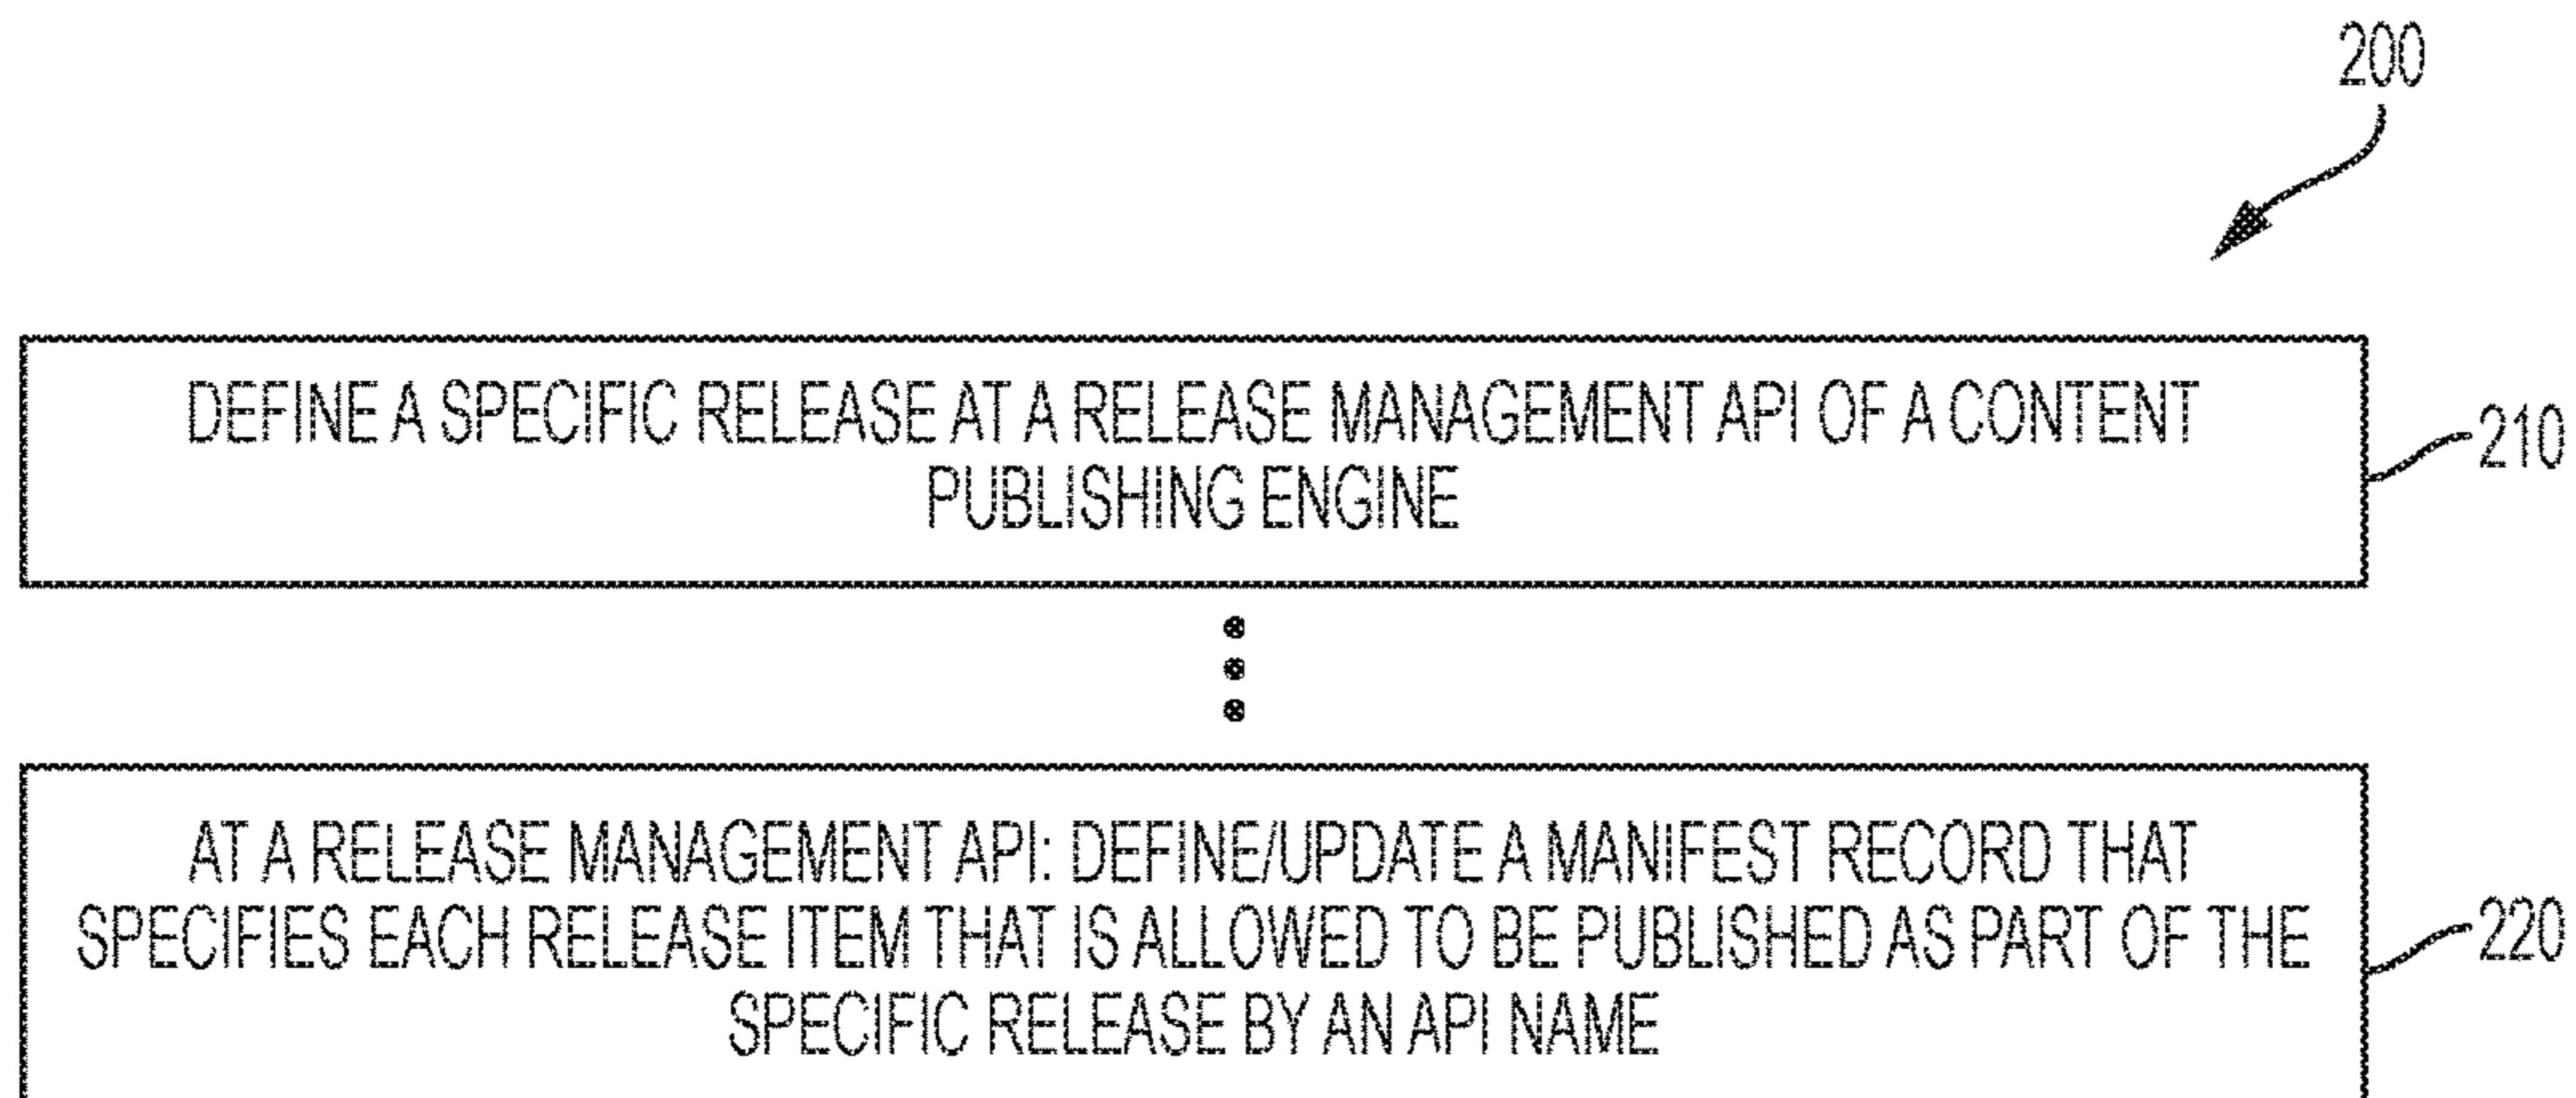 200
DEFINE A SPECIFIC RELEASE AT A RELEASE MANAGEMENT API OF A CONTENT
PUBLISHING ENGINE
210
AT A RELEASE MANAGEMENT API: DEFINE/UPDATE A MANIFEST RECORD THAT
SPECIFIES EACH RELEASE ITEM THAT IS ALLOWED TO BE PUBLISHED AS PART OF THE
SPECIFIC RELEASE BY AN API NAME
220